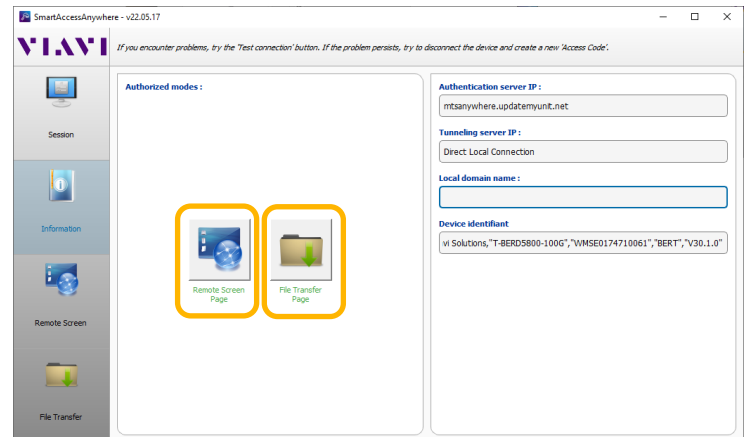 SmartAccessAnywhere - v22.05.17
VIAVI
If you encounter problems, try the 'Test connection' button. If the problem persists, try to disconnect the device and create a new 'Access Code'.
Session
Information
Remote Screen
File Transfer
Authorized modes :
Remote Screen
Page
File Transfer
Page
Authentication server IP :
mtsanywhere.updatemyunit.net
Tunneling server IP :
Direct Local Connection
Local domain name :
Device identifiant
vi Solutions,"T-BERD5800-100G","WMSE0174710061","BERT","V30.1.0"